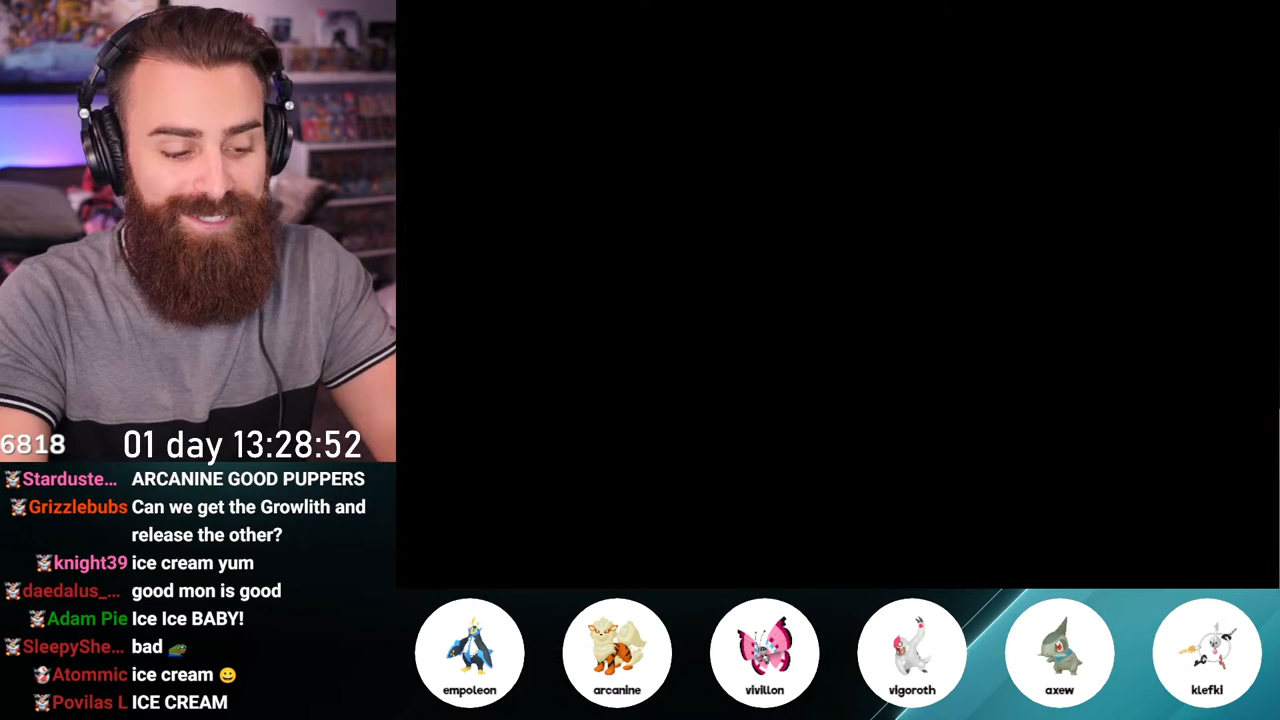 6818
01 day 13:28:52
Starduste... ARCANINE GOOD PUPPERS
Grizzlebubs Can we get the Growlith and
release the other?
knight39 ice cream yum
daedalus_... good mon is good
Adam Pie Ice Ice BABY!
SleepyShe... bad
Atommic ice cream 😀
Povilas L ICE CREAM
empoleon
arcanine
vivillon
vigoroth
axew
klefki